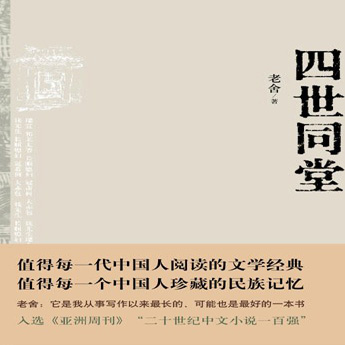 四世同堂
老舍/著
值得每一代中国人阅读的文学经典
值得每一个中国人珍藏的民族记忆
老舍：它是我从事写作以来最长的、可能也是最好的一本书
入选《亚洲周刊》“二十世纪中文小说一百强”